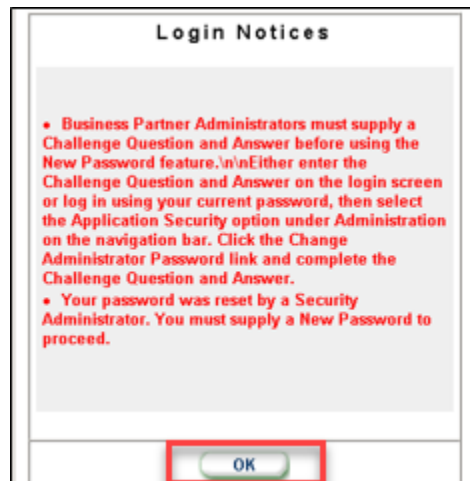 Login Notices
• Business Partner Administrators must supply a
Challenge Question and Answer before using the
New Password feature.\n\nEither enter the
Challenge Question and Answer on the login screen
or log in using your current password, then select
the Application Security option under Administration
on the navigation bar. Click the Change
Administrator Password link and complete the
Challenge Question and Answer.
• Your password was reset by a Security
Administrator. You must supply a New Password to
proceed.
OK